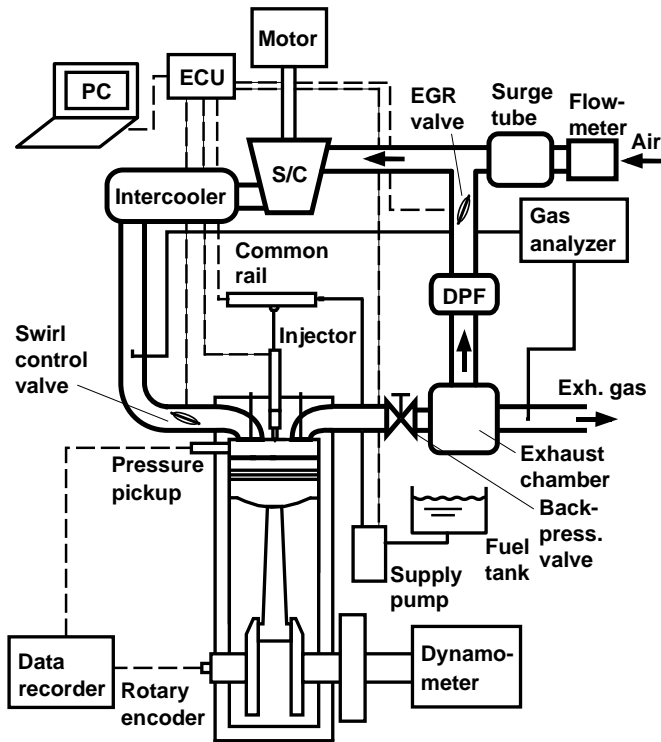 Motor
PC
ECU
EGR
valve
Surge
tube
Flow-
meter
Air
S/C
Intercooler
Gas
analyzer
Common
rail
DPF
Injector
Swirl
control
valve
Exh. gas
Pressure
pickup
Exhaust
chamber
Back-
press.
valve
Fuel
tank
Supply
pump
Data
recorder
Rotary
encoder
Dynamo-
meter